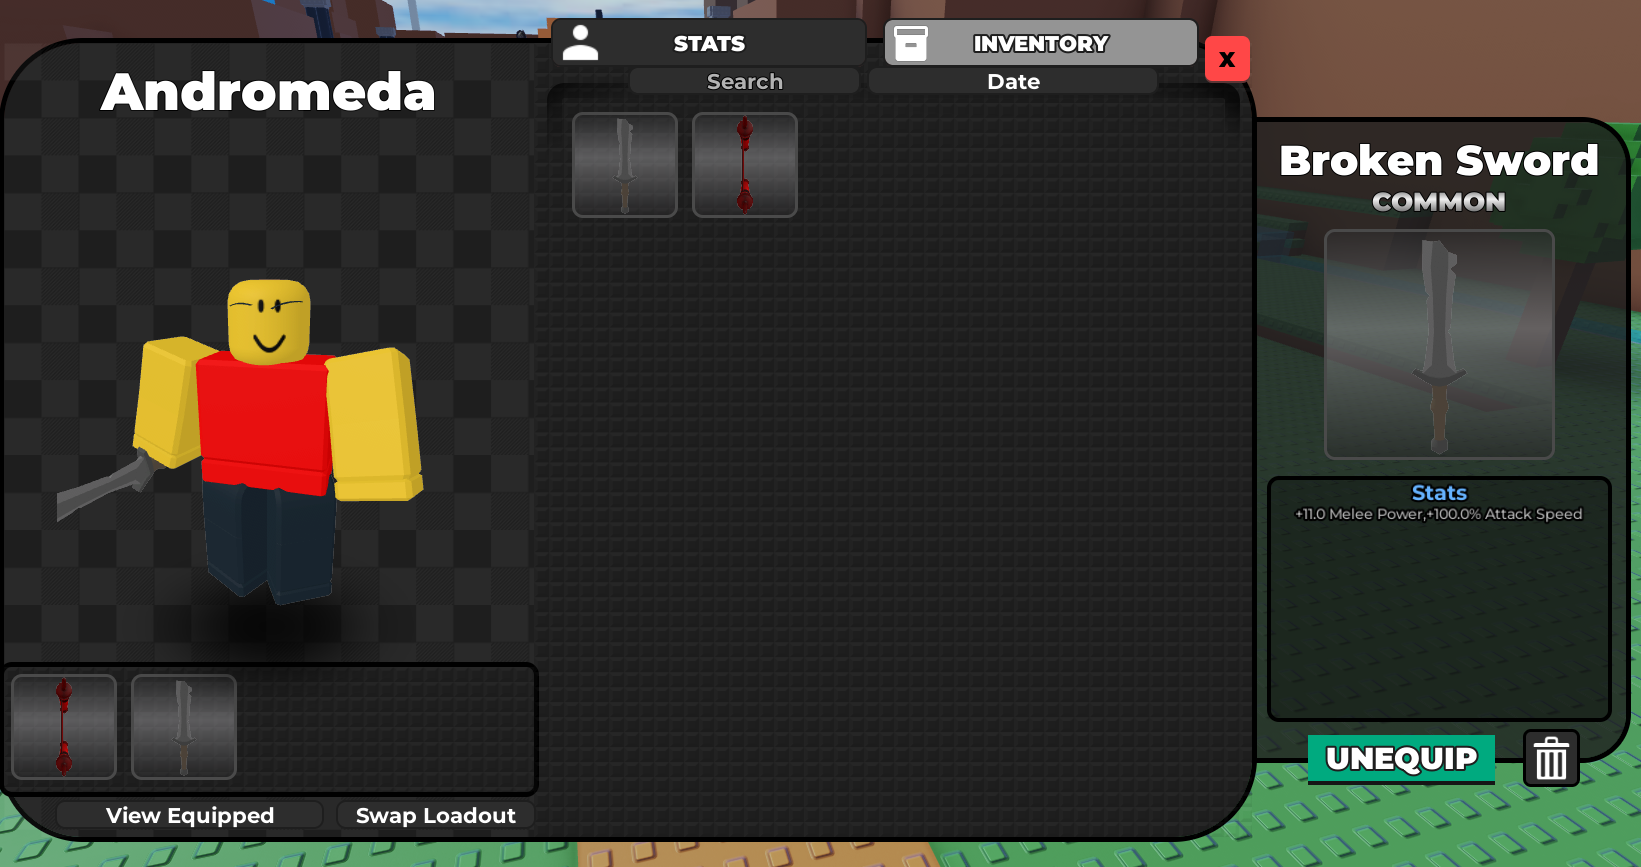 STATS
INVENTORY
X
Search
Date
Andromeda
View Equipped
Swap Loadout
Broken Sword
COMMON
Stats
+11.0 Melee Power,+100.0% Attack Speed
UNEQUIP